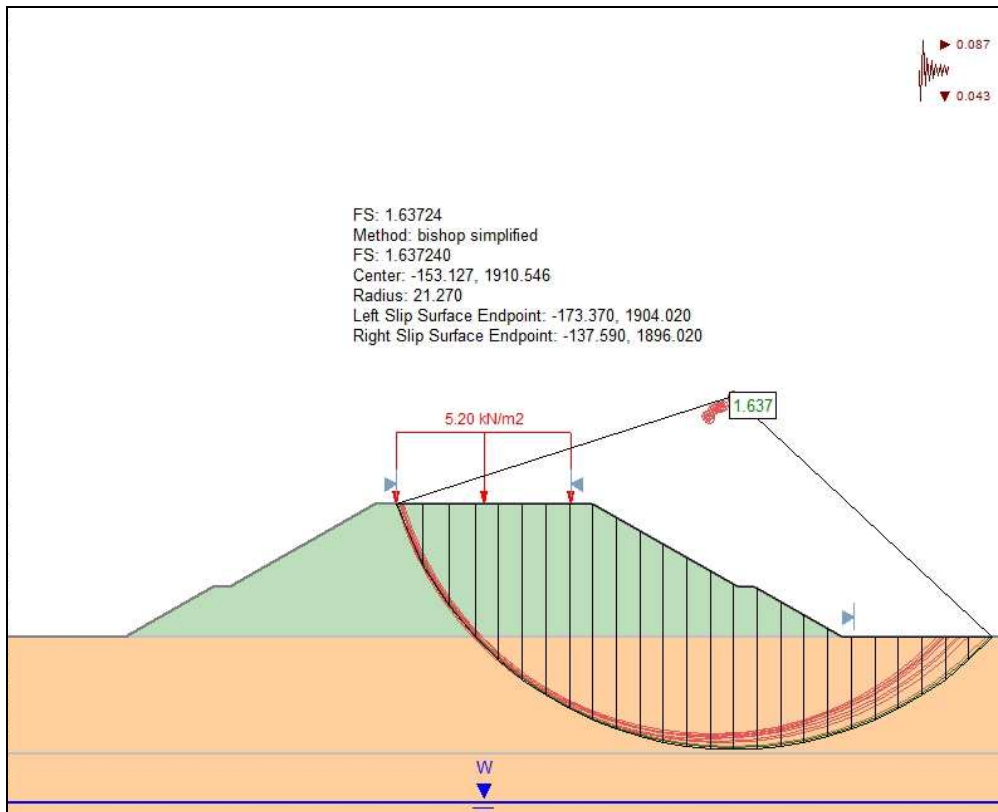 0.087
0.043
FS: 1.63724
Method: bishop simplified
FS: 1.637240
Center: -153.127, 1910.546
Radius: 21.270
Left Slip Surface Endpoint: -173.370, 1904.020
Right Slip Surface Endpoint: -137.590, 1896.020
1.637
5.20 kN/m2
W